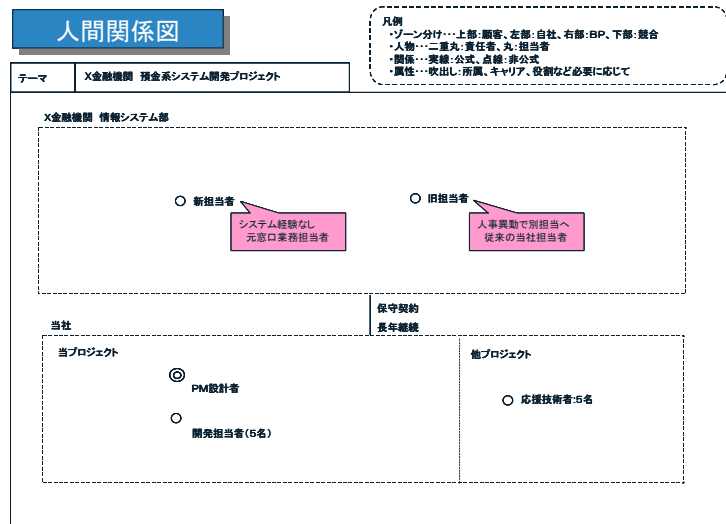 人間関係図
凡例
・ゾーン分け･･･上部:顧客、左部:自社、右部:BP、下部:競合
・人物･･･二重丸:責任者、丸:担当者
・関係･･･実線:公式、点線:非公式
・属性･･･吹出し:所属、キャリア、役割など必要に応じて
テーマ
X金融機関 預金系システム開発プロジェクト
X金融機関 情報システム部
新担当者
旧担当者
システム経験なし
元窓口業務担当者
人事異動で別担当へ
従来の当社担当者
保守契約
長年継続
当社
当プロジェクト
他プロジェクト
PM設計者
応援技術者:5名
開発担当者(5名)